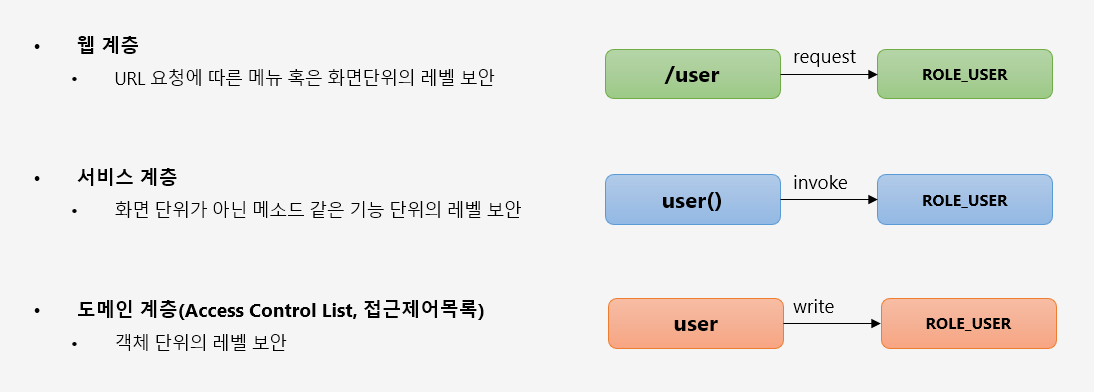 • 웹 계층
• URL 요청에 따른 메뉴 혹은 화면단위의 레벨 보안
/user request ROLE_USER
• 서비스 계층
• 화면 단위가 아닌 메소드 같은 기능 단위의 레벨 보안
user() invoke ROLE_USER
• 도메인 계층(Access Control List, 접근제어목록)
• 객체 단위의 레벨 보안
user write ROLE_USER